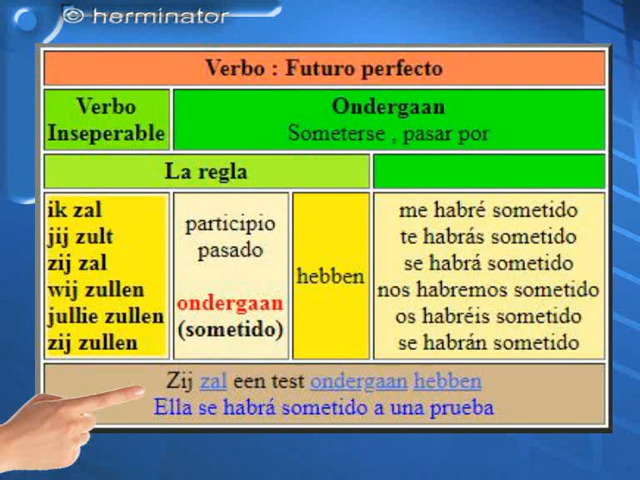 © herminator
Verbo : Futuro perfecto
Verbo
Inseperable
Ondergaan
Someterse , pasar por
La regla
ik zal
jij zult
zij zal
wij zullen
jullie zullen
zij zullen
participio
pasado
ondergaan
(sometido)
hebben
me habré sometido
te habrás sometido
se habrá sometido
nos habremos sometido
os habréis sometido
se habrán sometido
Zij zal een test ondergaan hebben
Ella se habrá sometido a una prueba